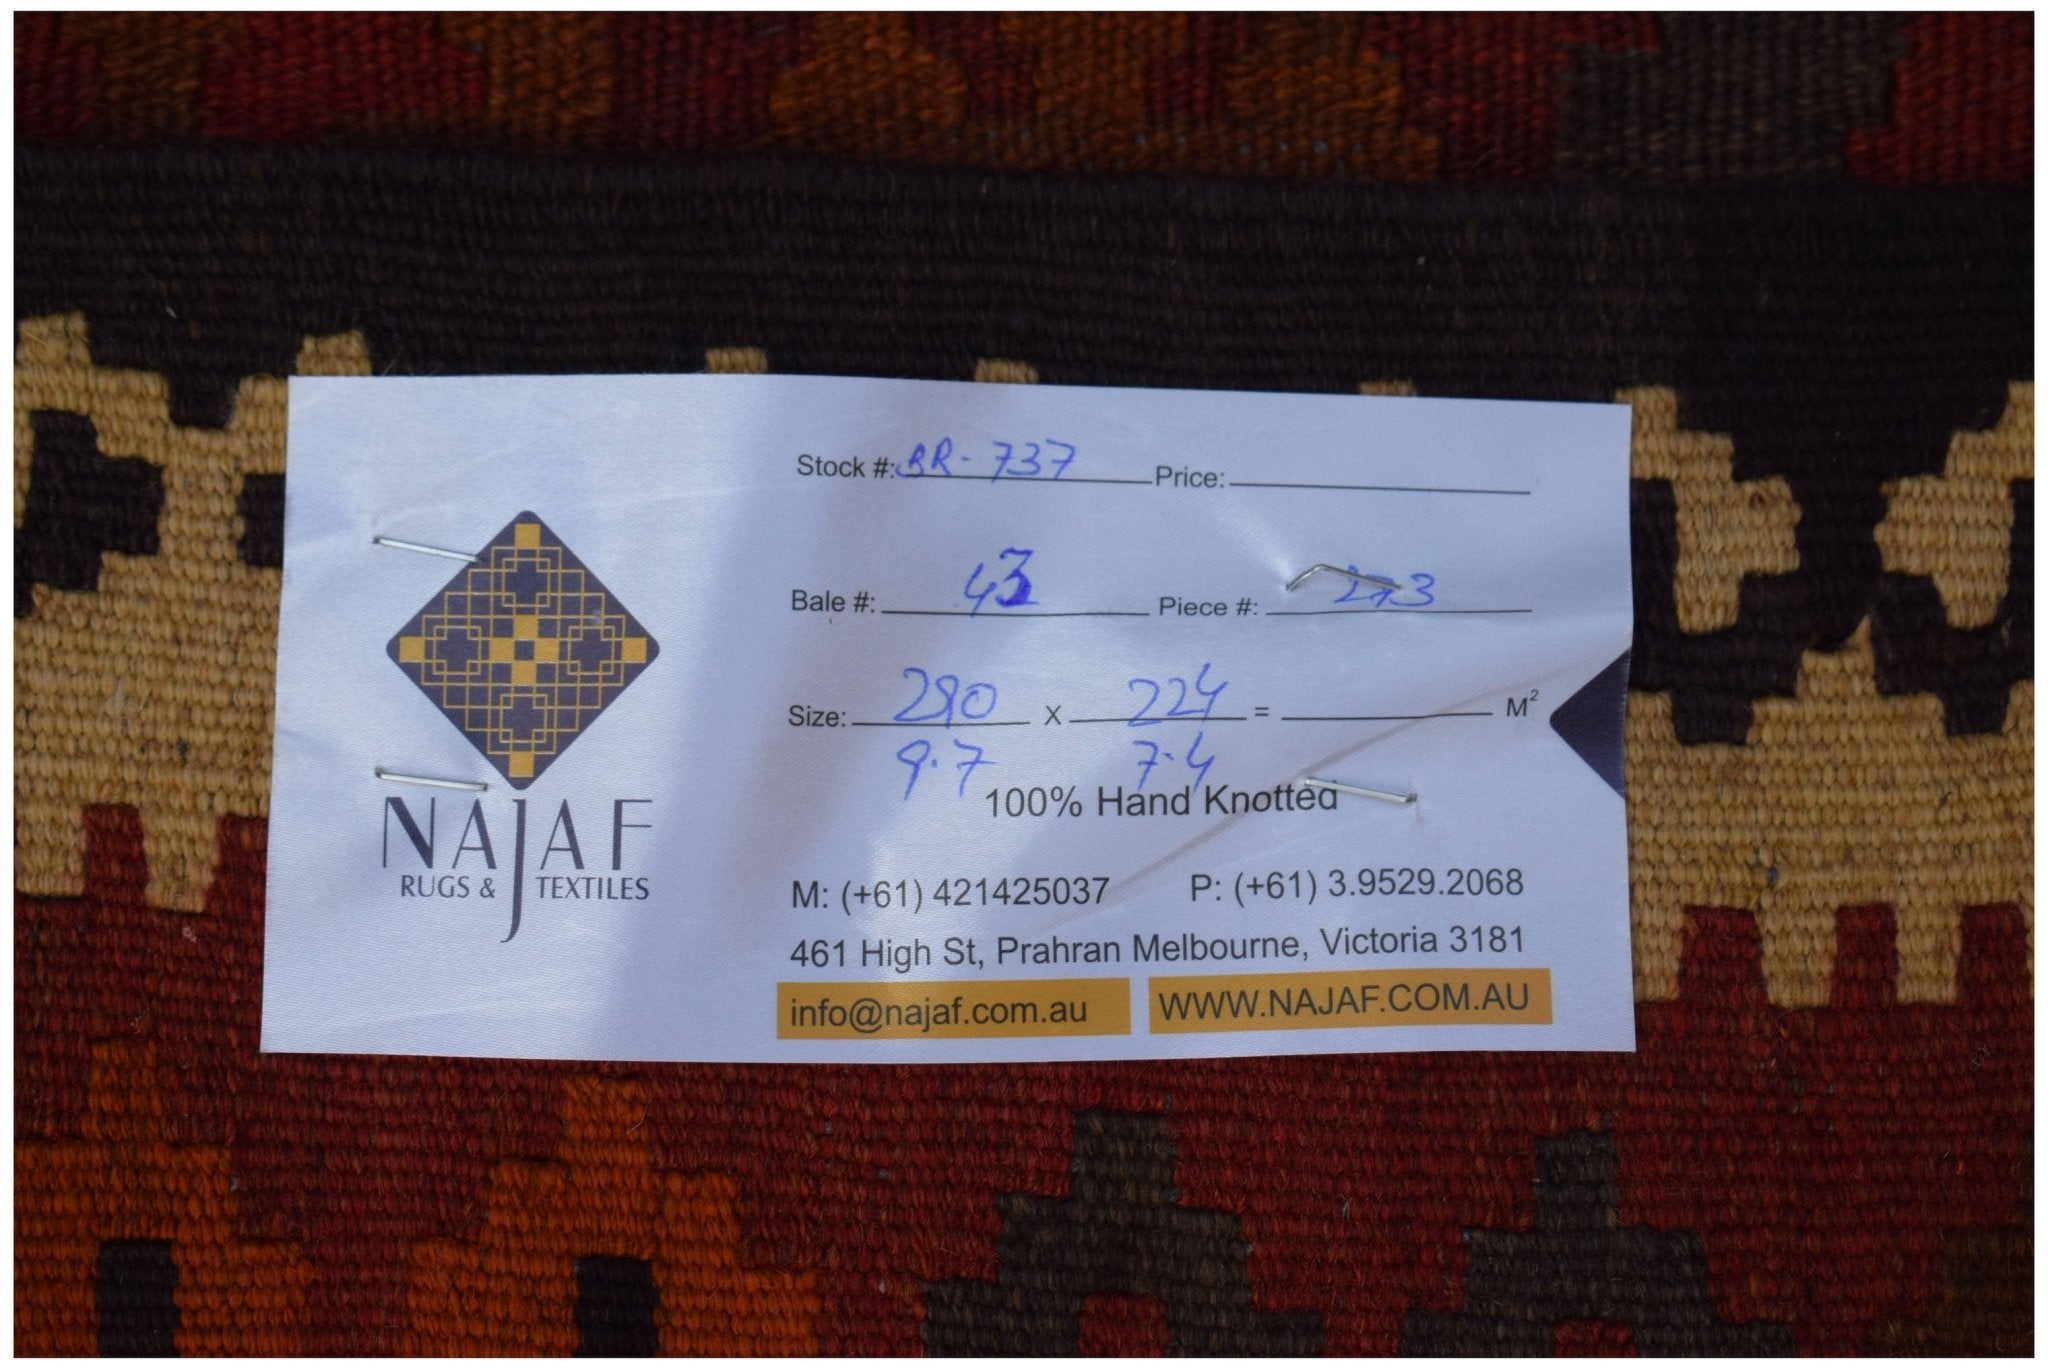 Stock #: BR-737 Price:
Bale #: 43 Piece #: 273
Size: 290 X 224 = M²
9.7 7.4
100% Hand Knotted
NAJAF
RUGS & TEXTILES
M: (+61) 421425037 P: (+61) 3.9529.2068
461 High St, Prahran Melbourne, Victoria 3181
info@najaf.com.au WWW.NAJAF.COM.AU